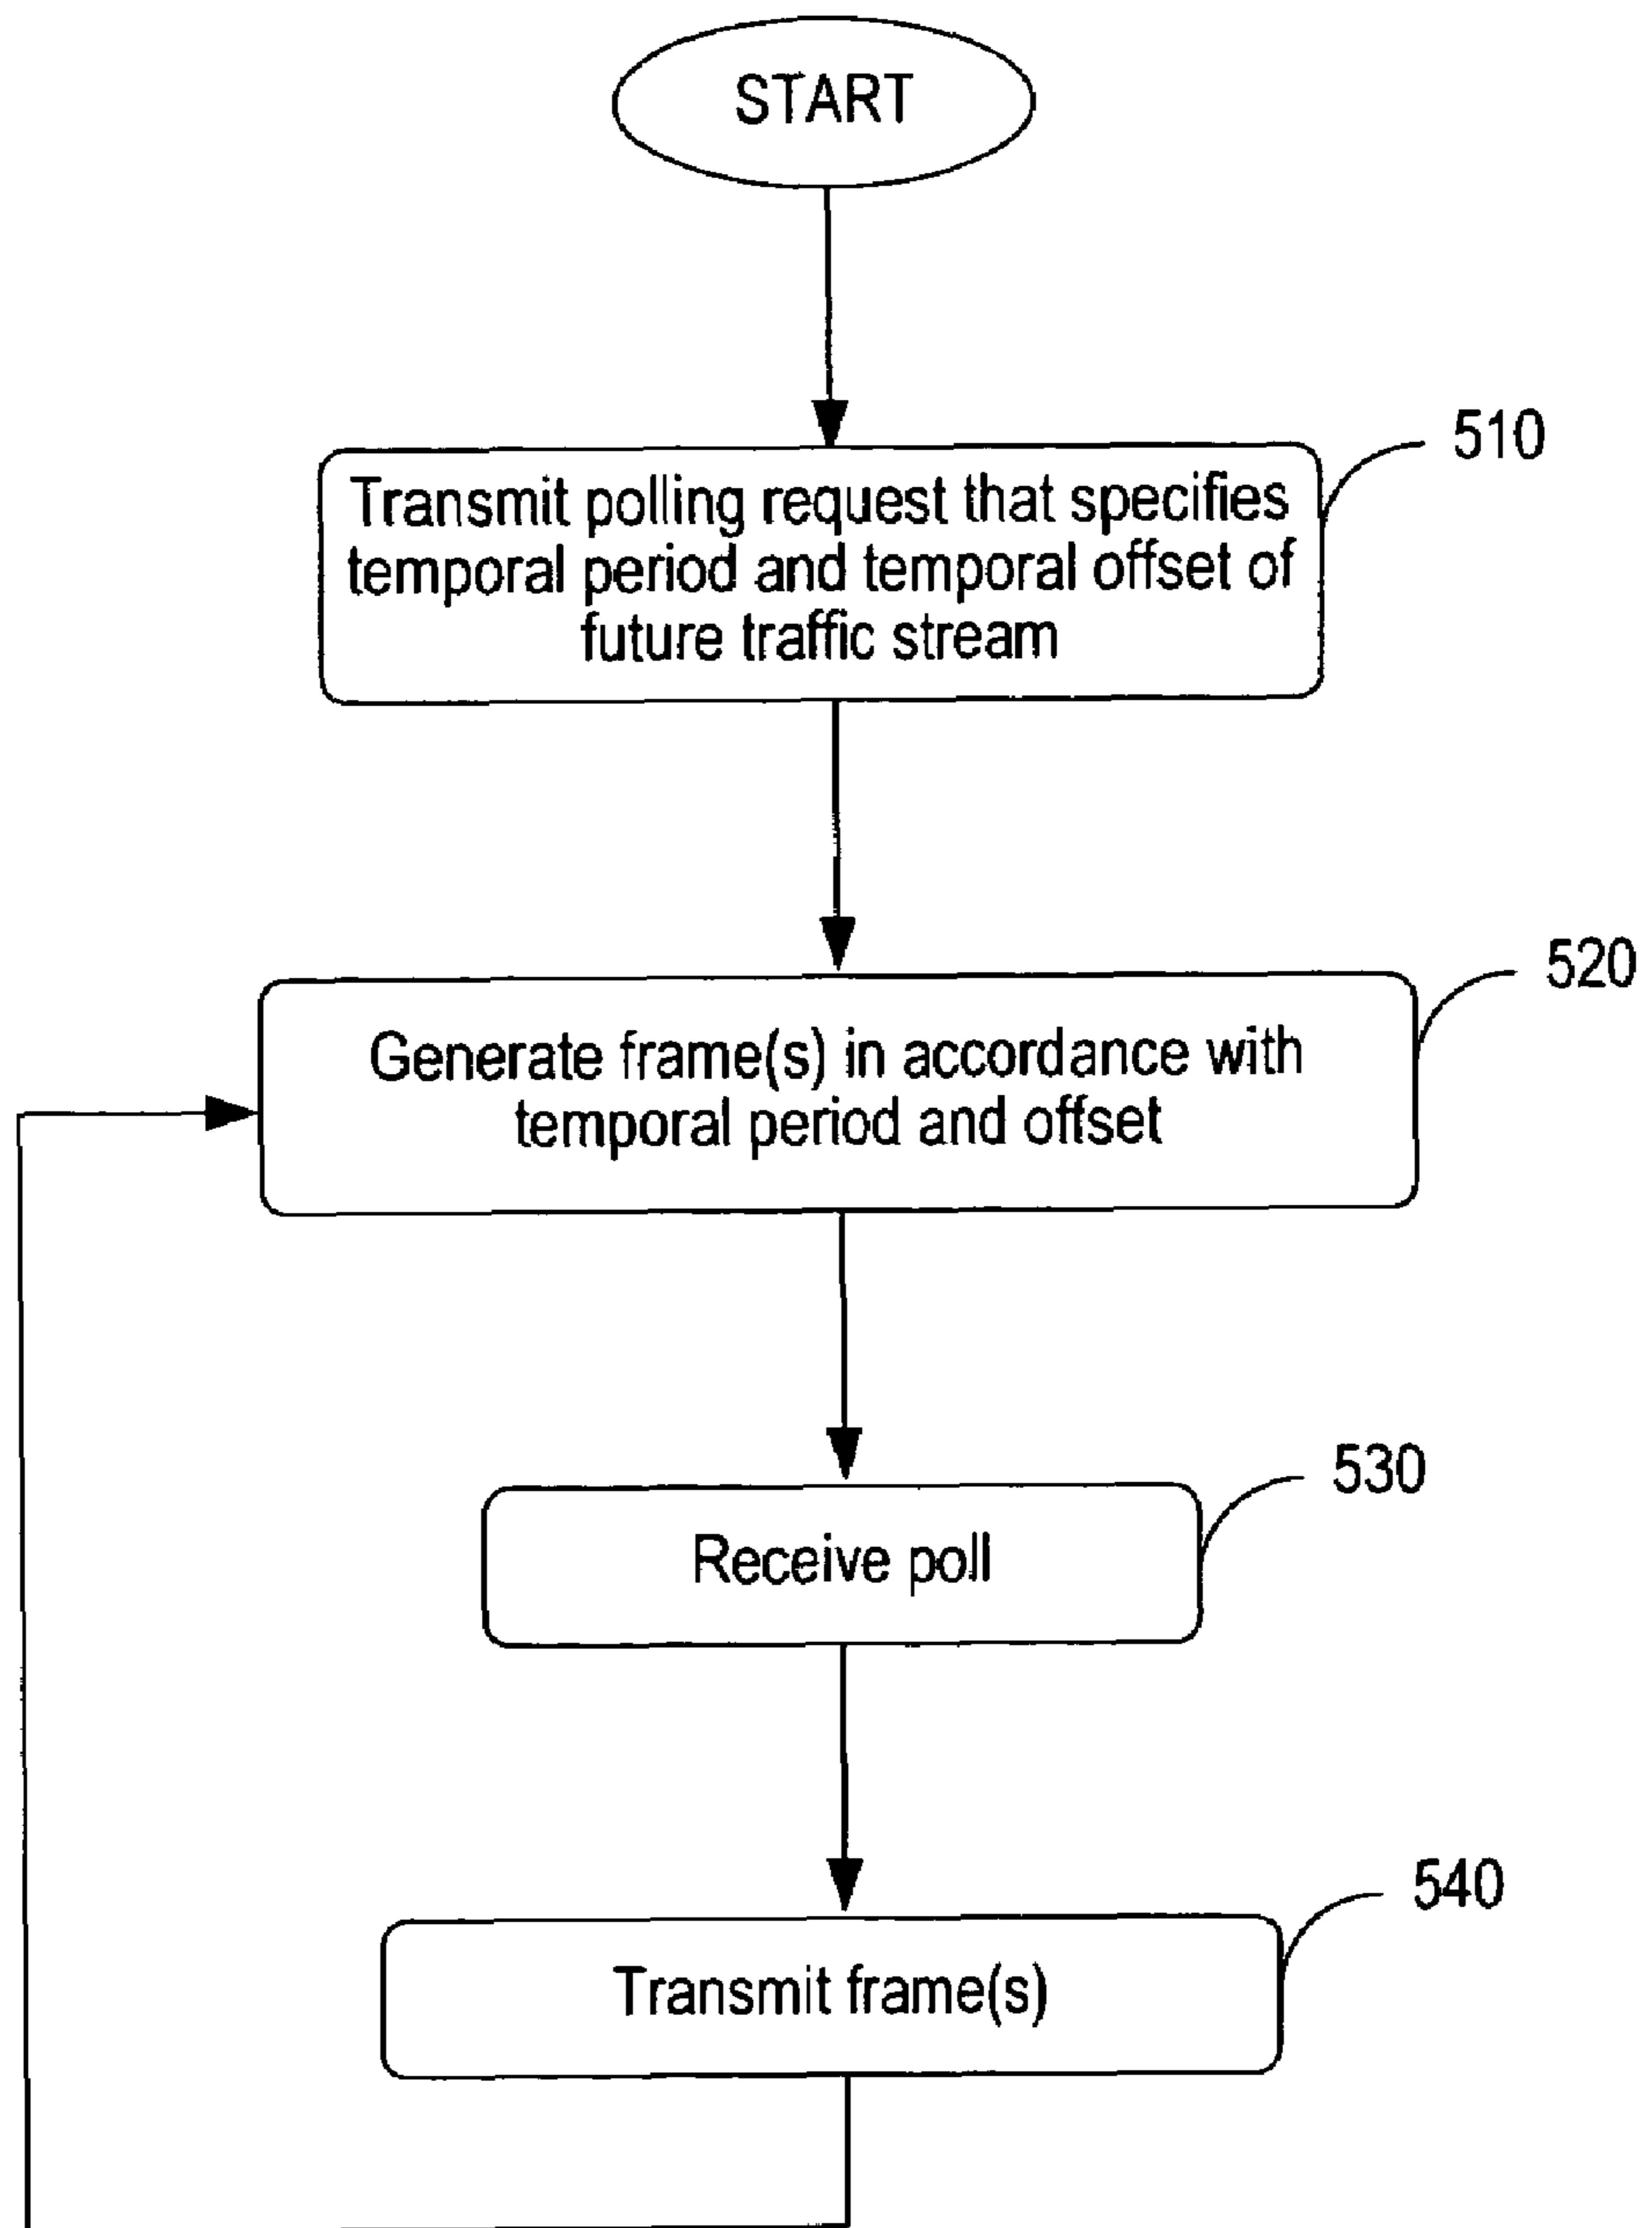 START
510
Transmit polling request that specifies
temporal period and temporal offset of
future traffic stream
520
Generate frame(s) in accordance with
temporal period and offset
530
Receive poll
540
Transmit frame(s)